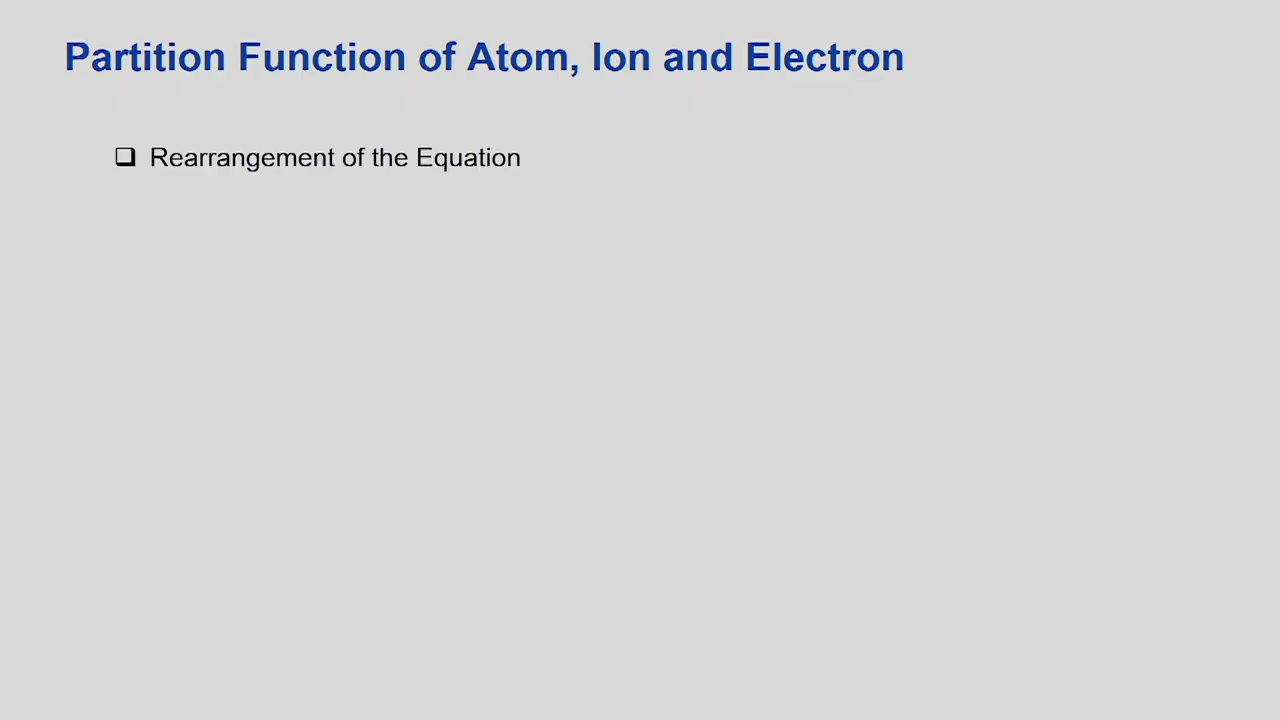 Partition Function of Atom, Ion and Electron
❑ Rearrangement of the Equation